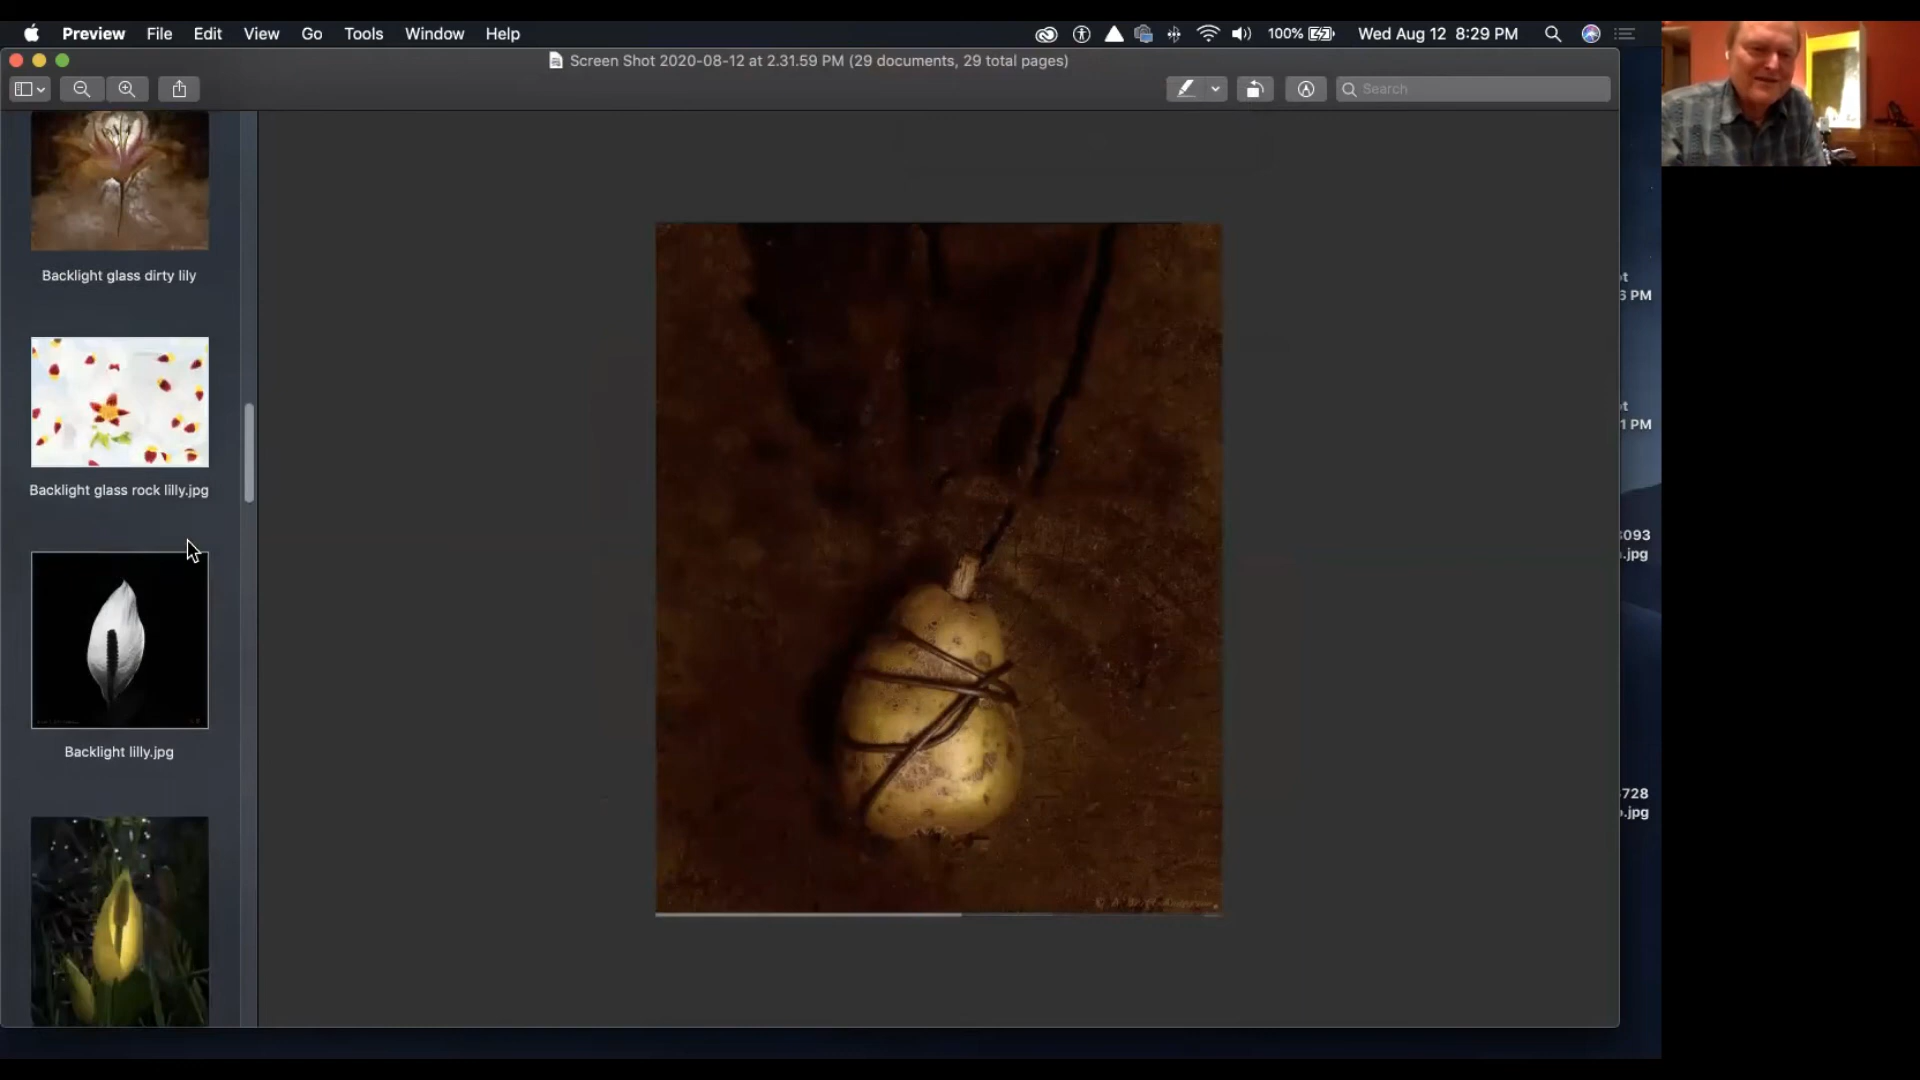 Preview File Edit View Go Tools Window Help
100% Wed Aug 12 8:29 PM
Screen Shot 2020-08-12 at 2.31.59 PM (29 documents, 29 total pages)
Search
Backlight glass dirty lily
Backlight glass rock lilly.jpg
Backlight lilly.jpg
6 PM
1 PM
093
.jpg
728
.jpg